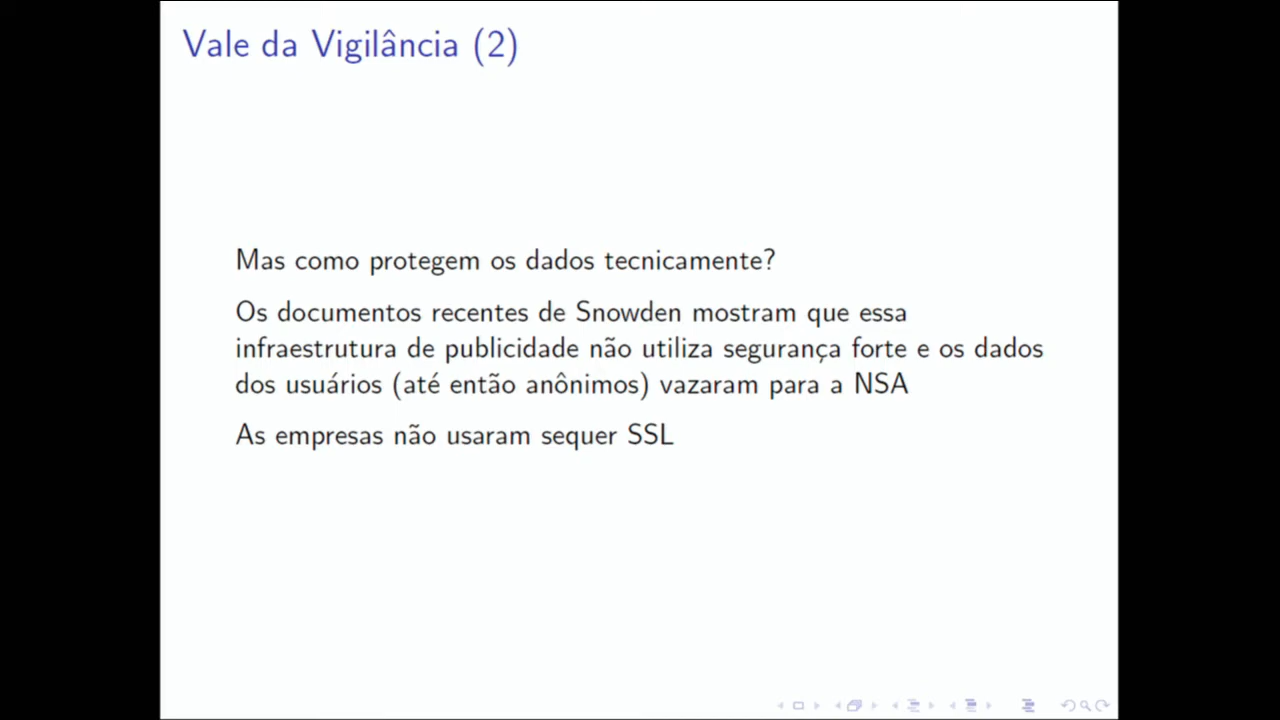 Vale da Vigilância (2)
Mas como protegem os dados tecnicamente?
Os documentos recentes de Snowden mostram que essa
infraestrutura de publicidade não utiliza segurança forte e os dados
dos usuários (até então anônimos) vazaram para a NSA
As empresas não usaram sequer SSL